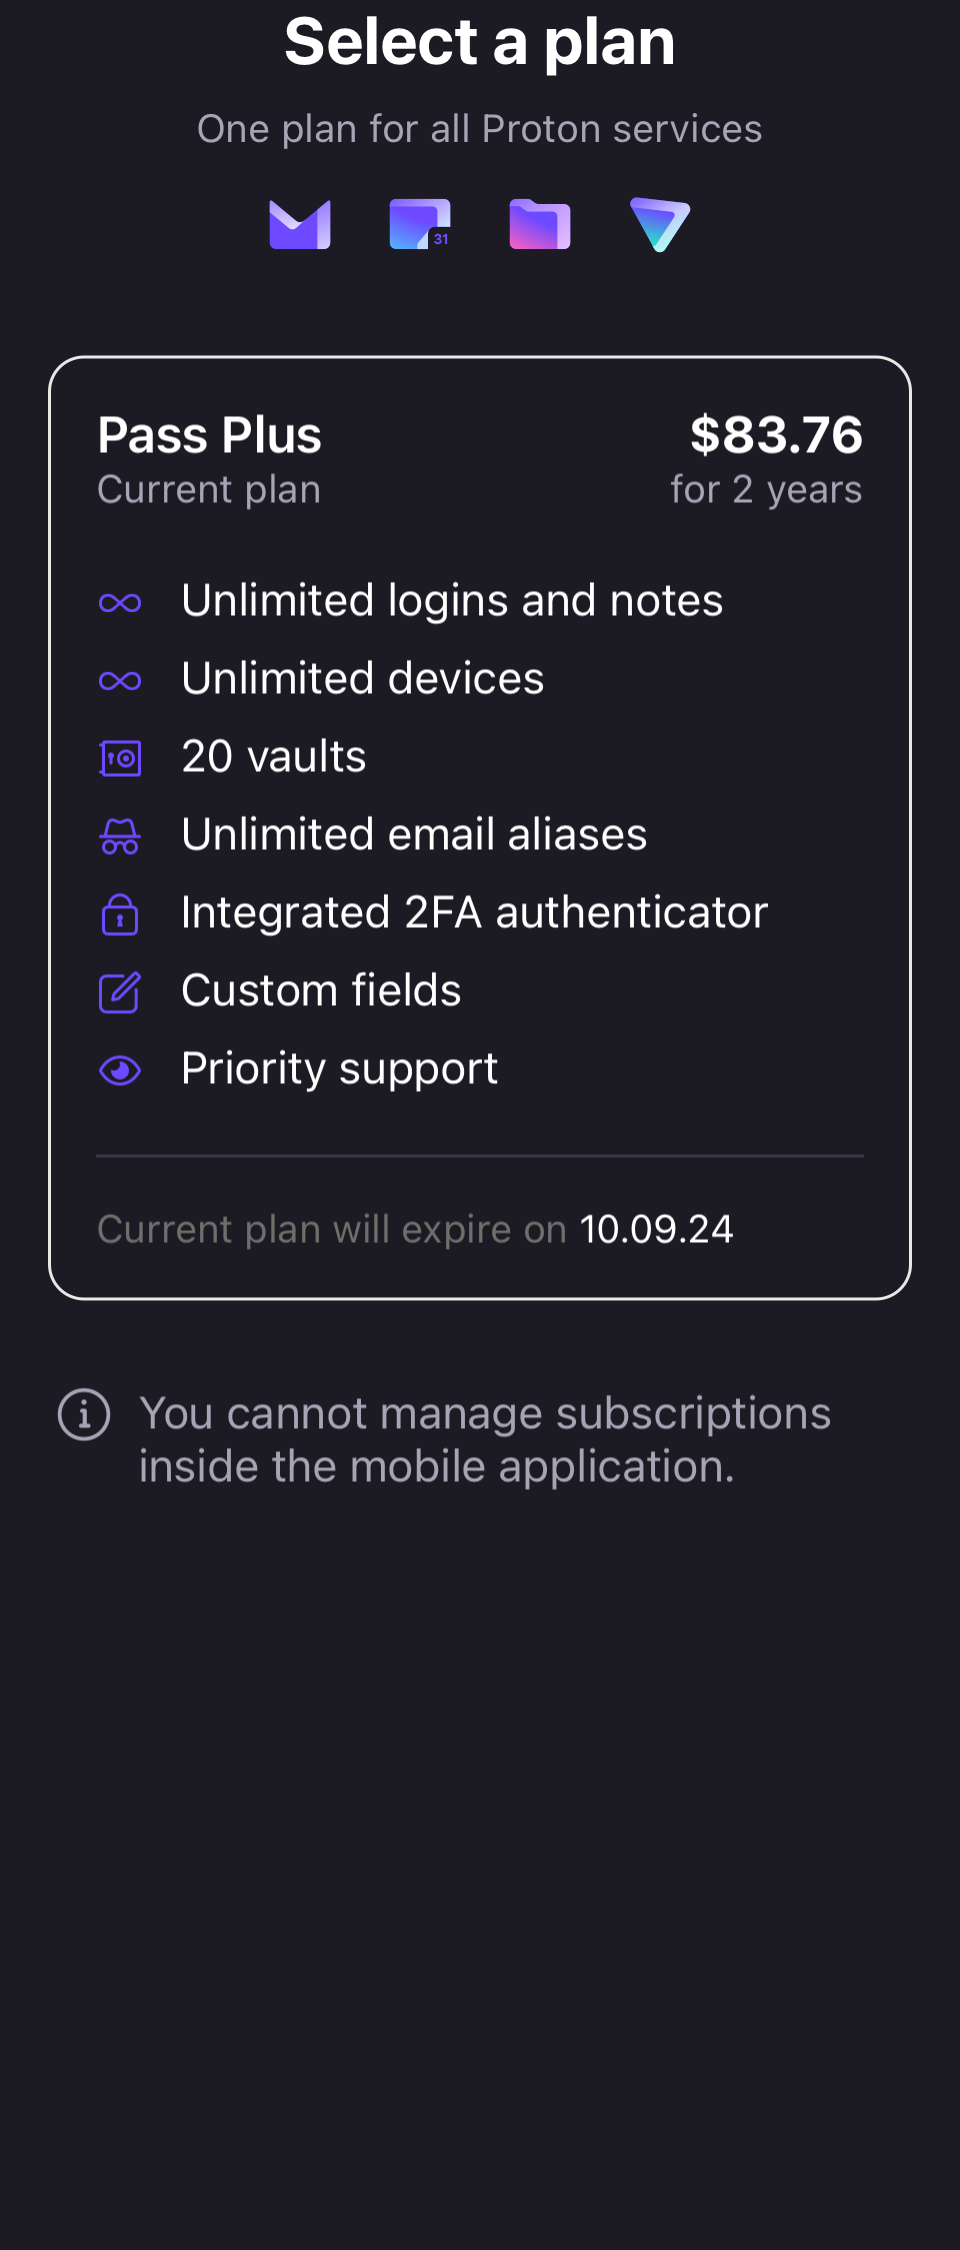 Select a plan
One plan for all Proton services
31
Pass Plus
$83.76
Current plan
for 2 years
Unlimited logins and notes
Unlimited devices
20 vaults
Unlimited email aliases
Integrated 2FA authenticator
Custom fields
Priority support
Current plan will expire on 10.09.24
You cannot manage subscriptions
inside the mobile application.